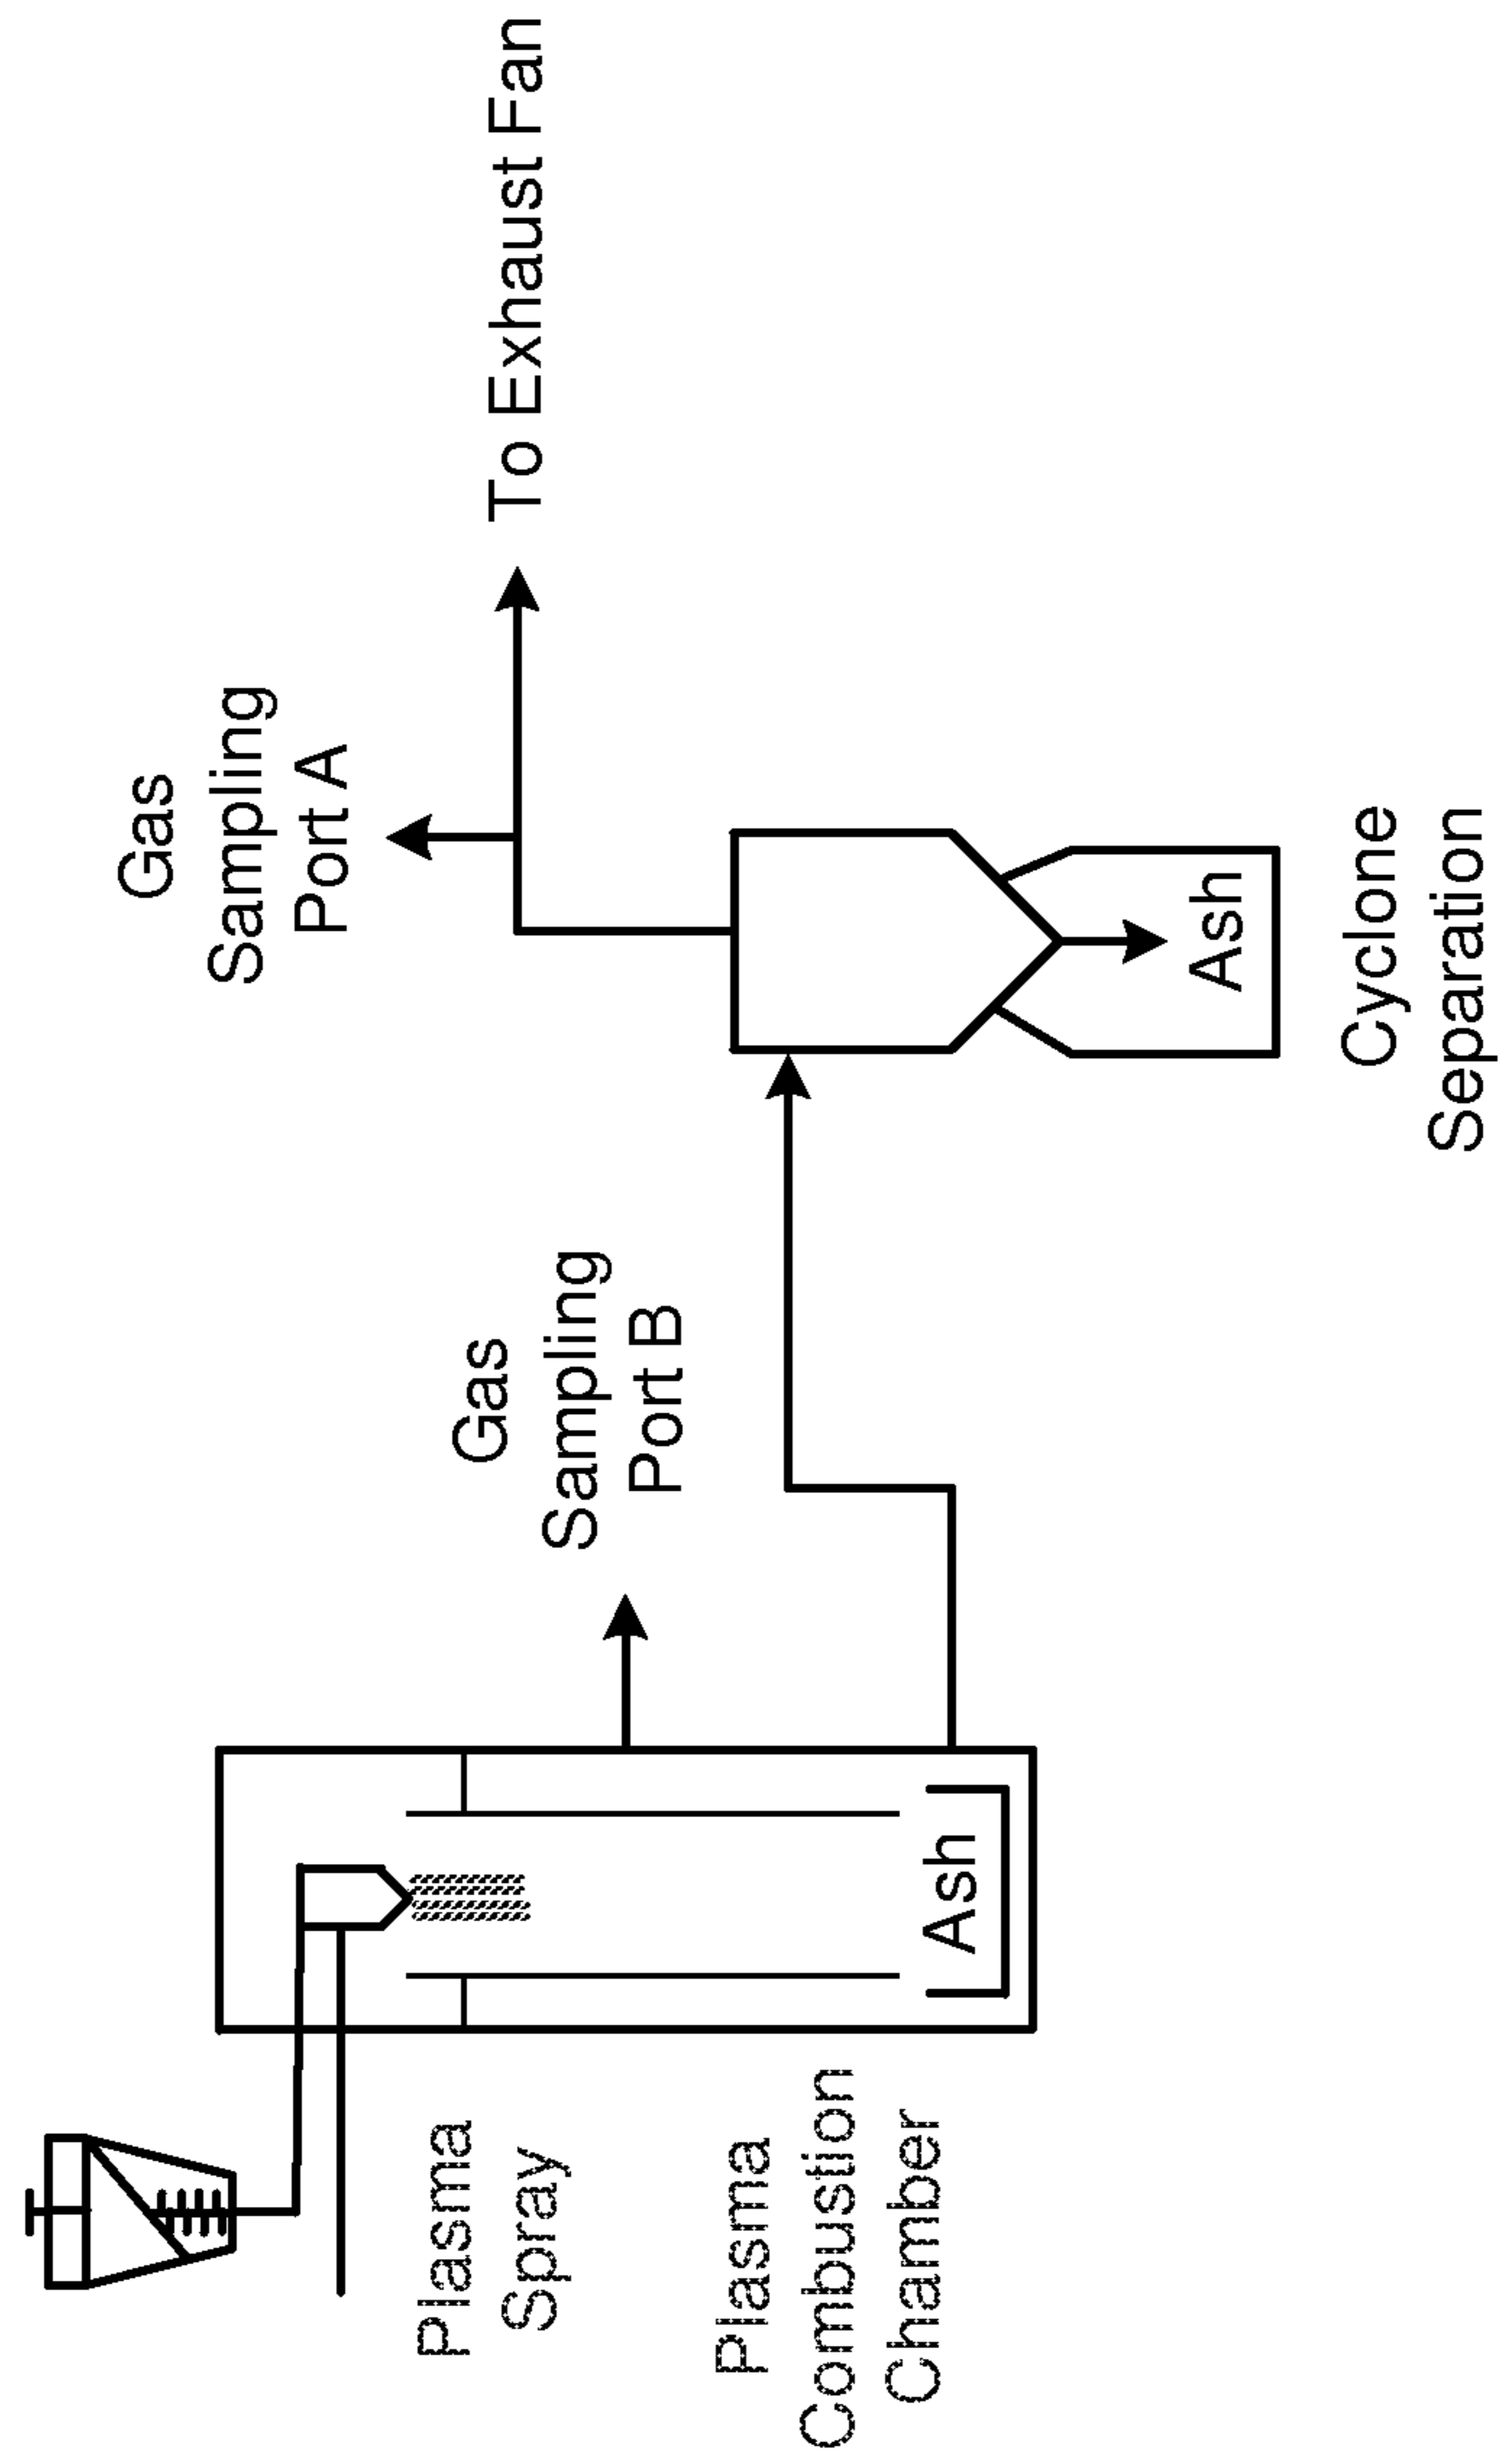 Gas
Sampling
Port A
To Exhaust Fan
Gas
Sampling
Port B
Plasma
Spray
Plasma
Combustion
Chamber
Ash
Ash
Cyclone
Separation